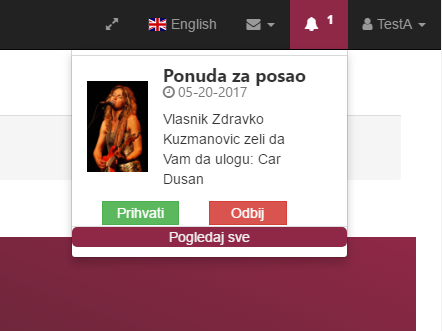 English 1 TestA
Ponuda za posao
05-20-2017
Vlasnik Zdravko
Kuzmanovic zeli da
Vam da ulogu: Car
Dusan
Prihvati Odbij
Pogledaj sve